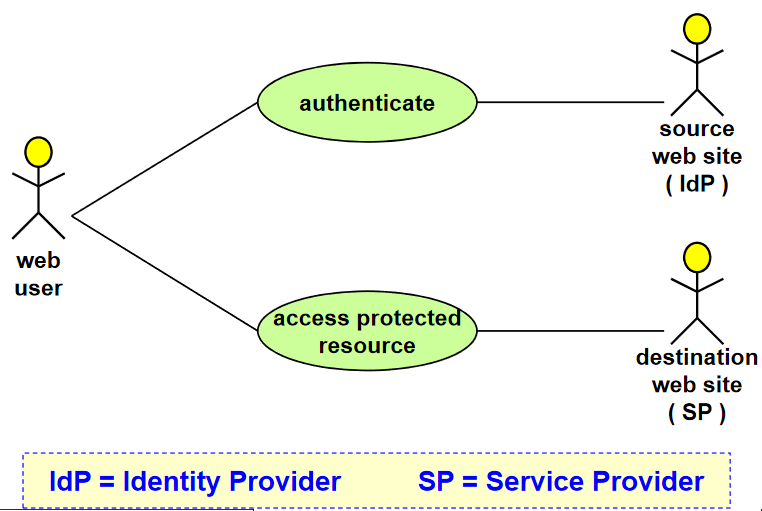 authenticate
source
web site
( IdP )
web
user
access protected
resource
destination
web site
( SP )
IdP = Identity Provider
SP = Service Provider